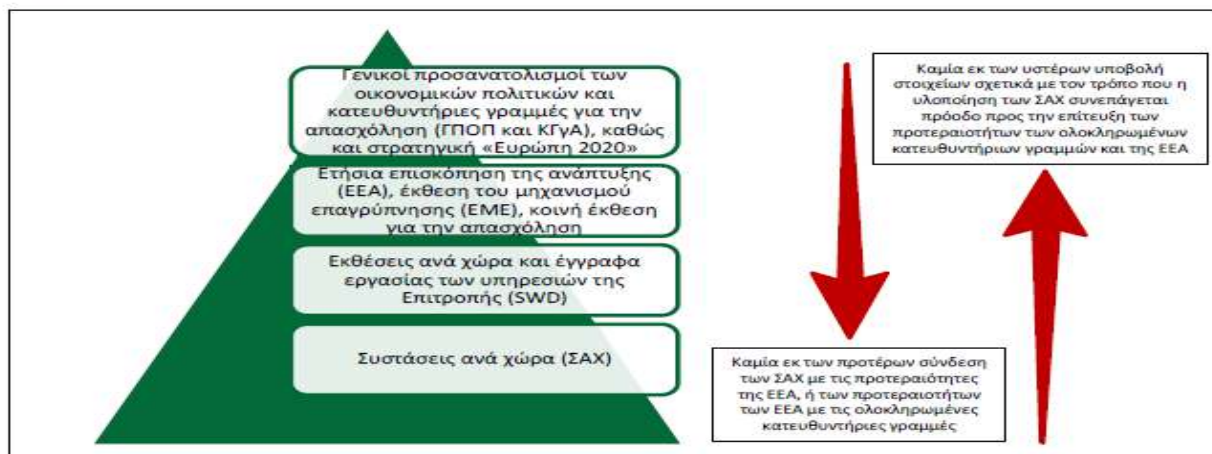 Γενικοί προσανατολισμοί των
οικονομικών πολιτικών και
κατευθυντήριες γραμμές για την
απασχόληση (ΓΠΟΠ και ΚΓγΑ), καθώς
και στρατηγική «Ευρώπη 2020»
Ετήσια επισκόπηση της ανάπτυξης
(ΕΕΑ), έκθεση του μηχανισμού
επαγρύπνησης (ΕΜΕ), κοινή έκθεση
για την απασχόληση
Εκθέσεις ανά χώρα και έγγραφα
εργασίας των υπηρεσιών της
Επιτροπής (SWD)
Συστάσεις ανά χώρα (ΣΑΧ)
Καμία εκ των υστέρων υποβολή
στοιχείων σχετικά με τον τρόπο που η
υλοποίηση των ΣΑΧ συνεπάγεται
πρόοδο προς την επίτευξη των
προτεραιοτήτων των ολοκληρωμένων
κατευθυντήριων γραμμών και της ΕΕΑ
Καμία εκ των προτέρων σύνδεση
των ΣΑΧ με τις προτεραιότητες
της ΕΕΑ, ή των προτεραιοτήτων
των ΕΕΑ με τις ολοκληρωμένες
κατευθυντήριες γραμμές